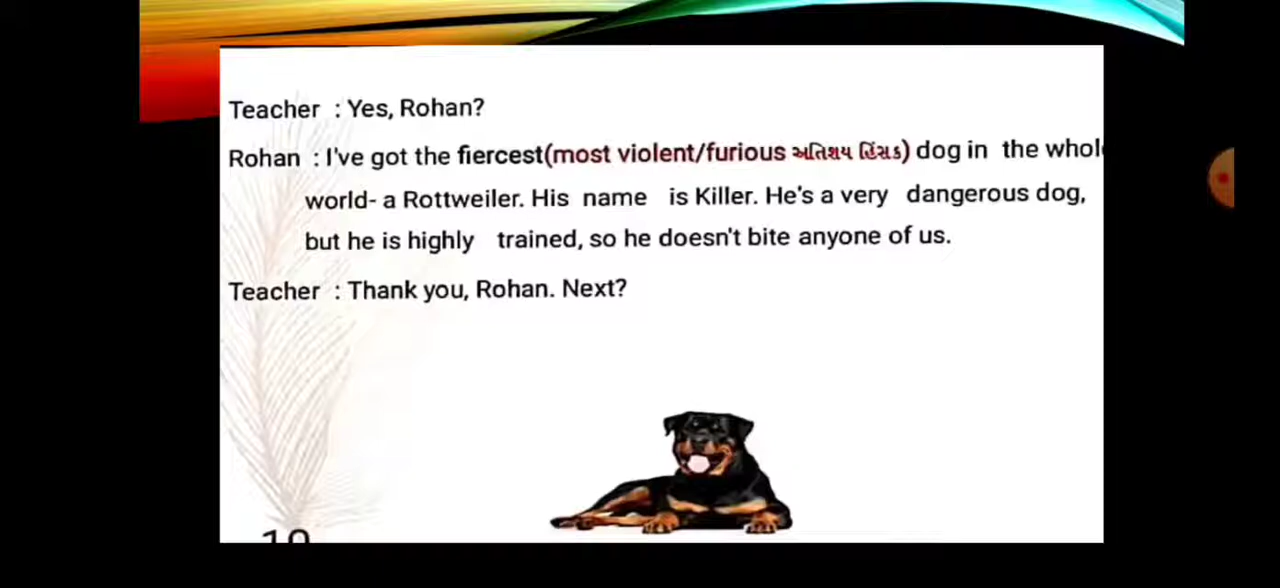 Teacher : Yes, Rohan?
Rohan : I've got the fiercest(most violent/furious અતિશય હિંસક) dog in the whol
world- a Rottweiler. His name is Killer. He's a very dangerous dog,
but he is highly trained, so he doesn't bite anyone of us.
Teacher : Thank you, Rohan. Next?
10